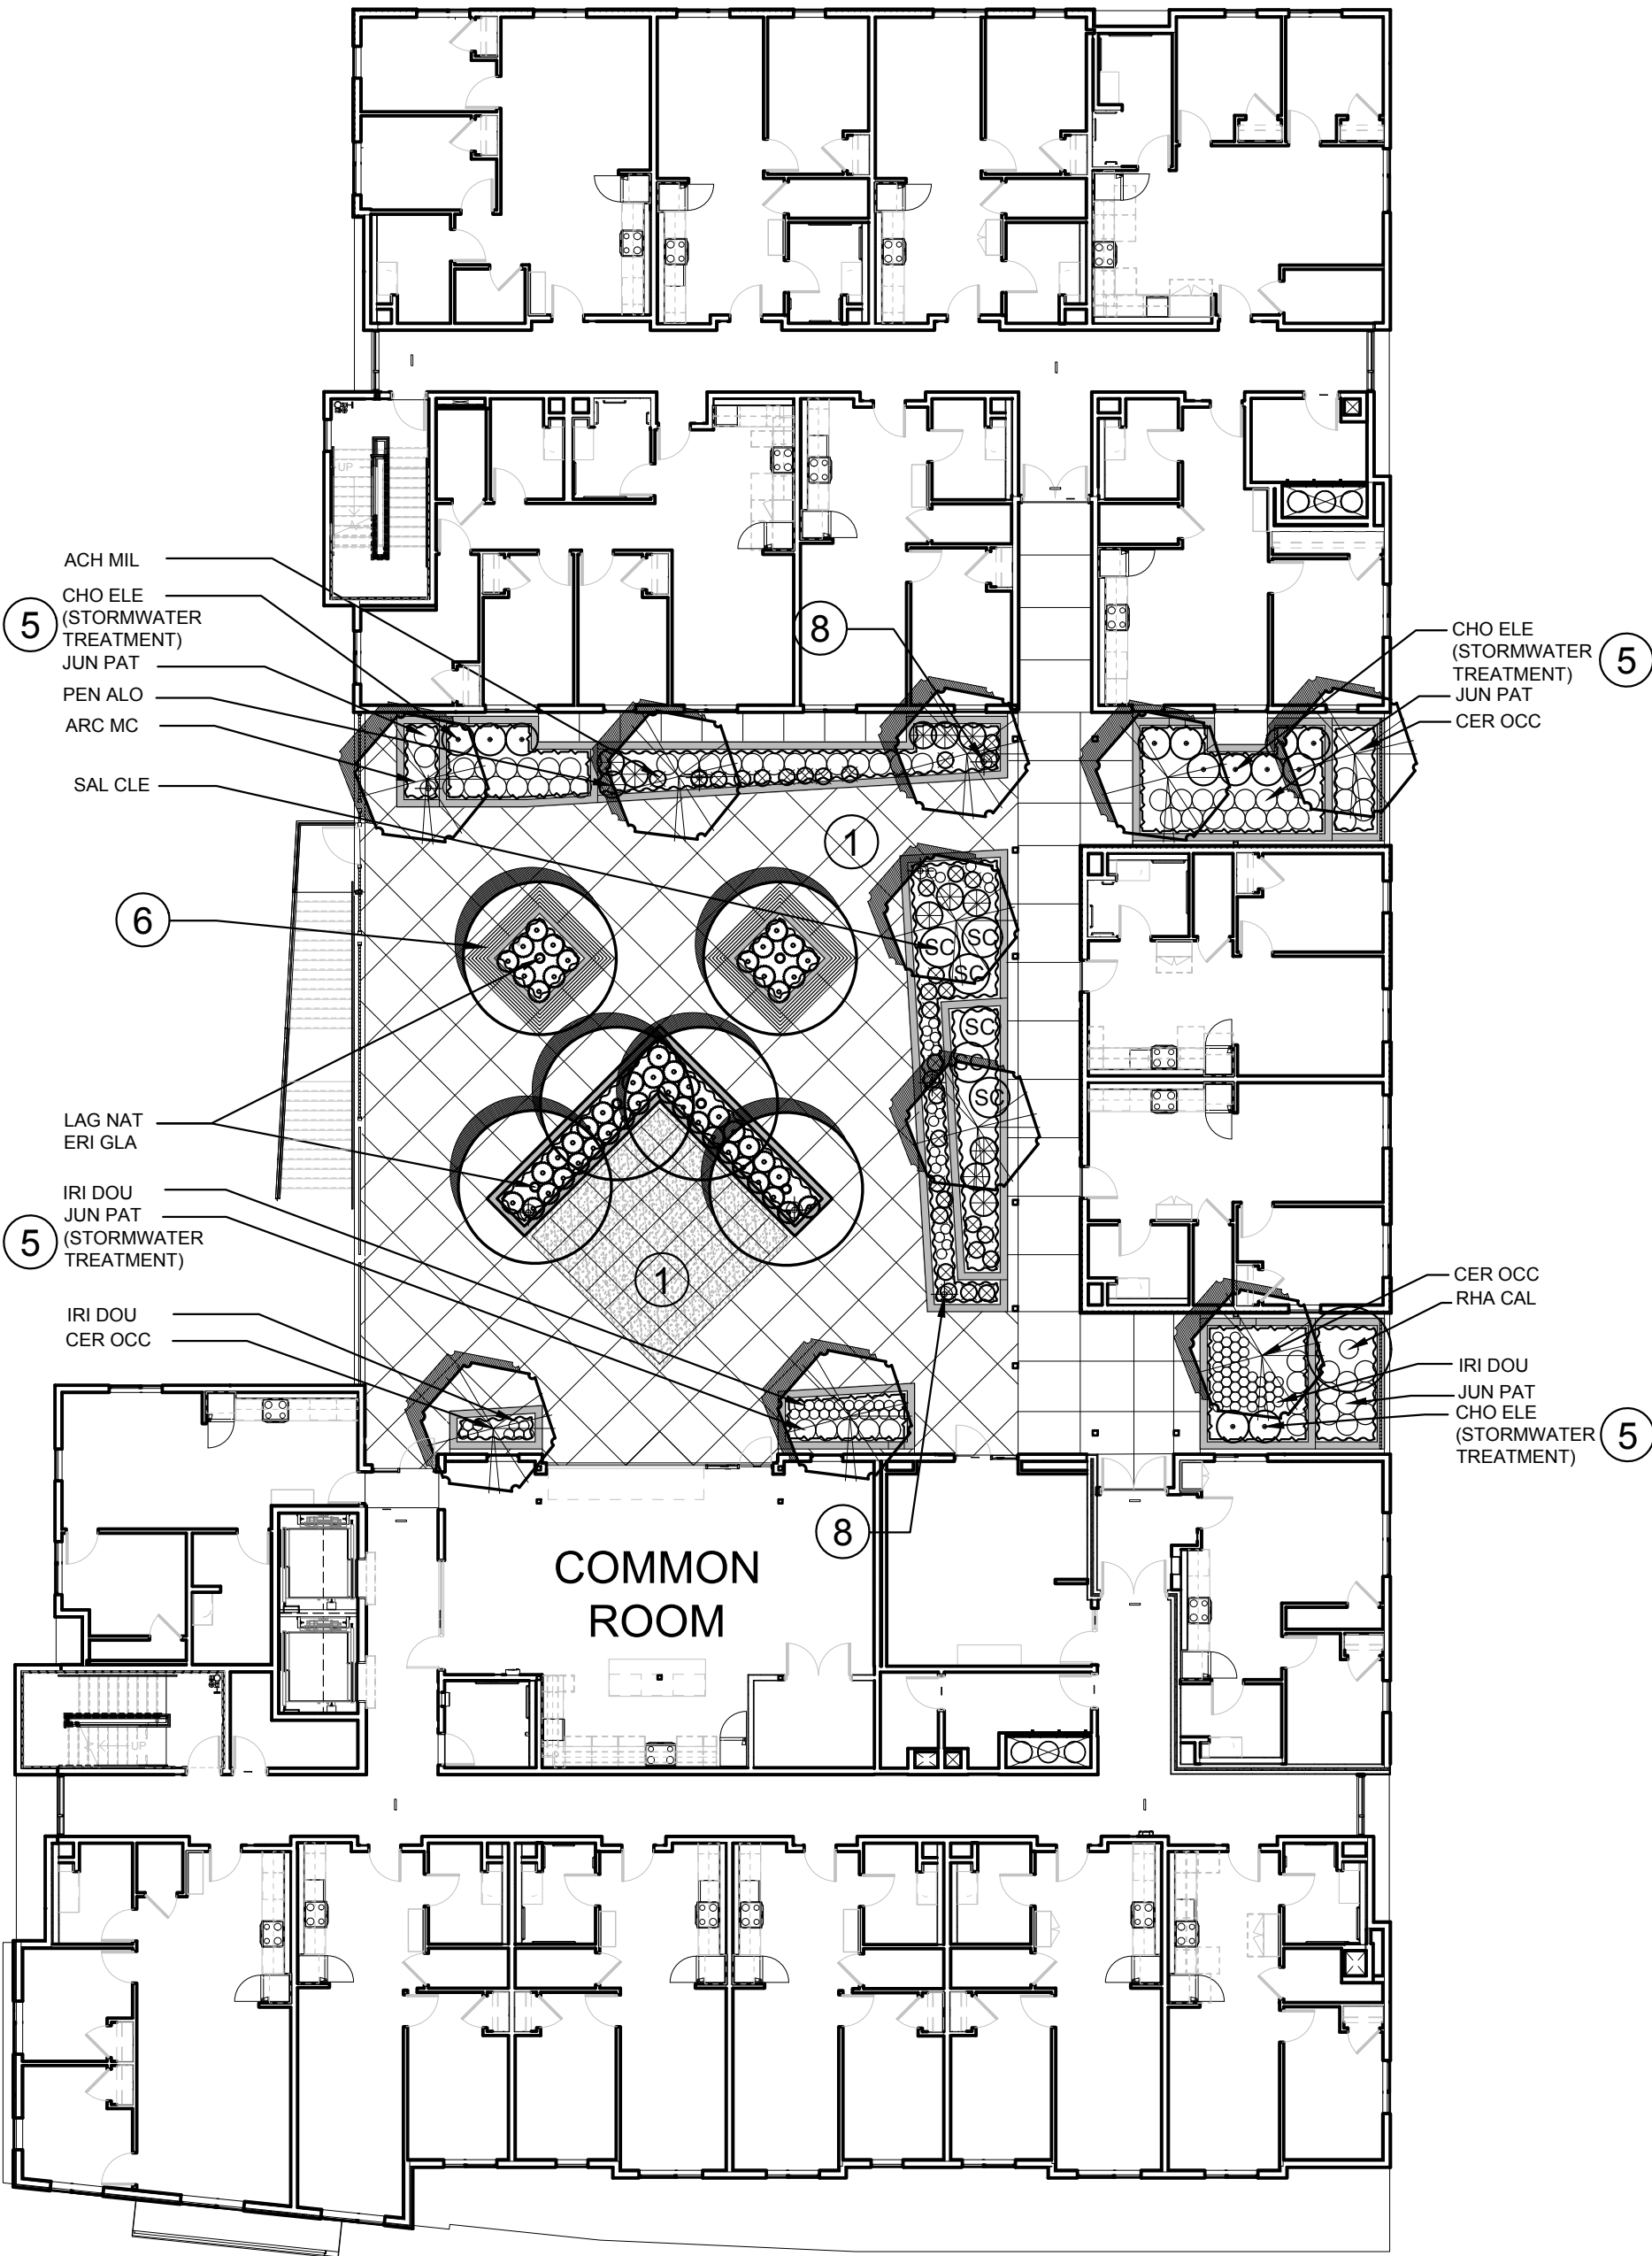 UP
ACH MIL
5
CHO ELE
(STORMWATER
TREATMENT)
JUN PAT
PEN ALO
ARC MC
SAL CLE
8
CHO ELE
(STORMWATER
TREATMENT)
5
JUN PAT
CER OCC
1
6
SC
SC
SC
SC
SC
LAG NAT
ERI GLA
IRI DOU
5
JUN PAT
(STORMWATER
TREATMENT)
1
IRI DOU
CER OCC
CER OCC
RHA CAL
IRI DOU
JUN PAT
CHO ELE
(STORMWATER
TREATMENT)
5
8
COMMON
ROOM
UP